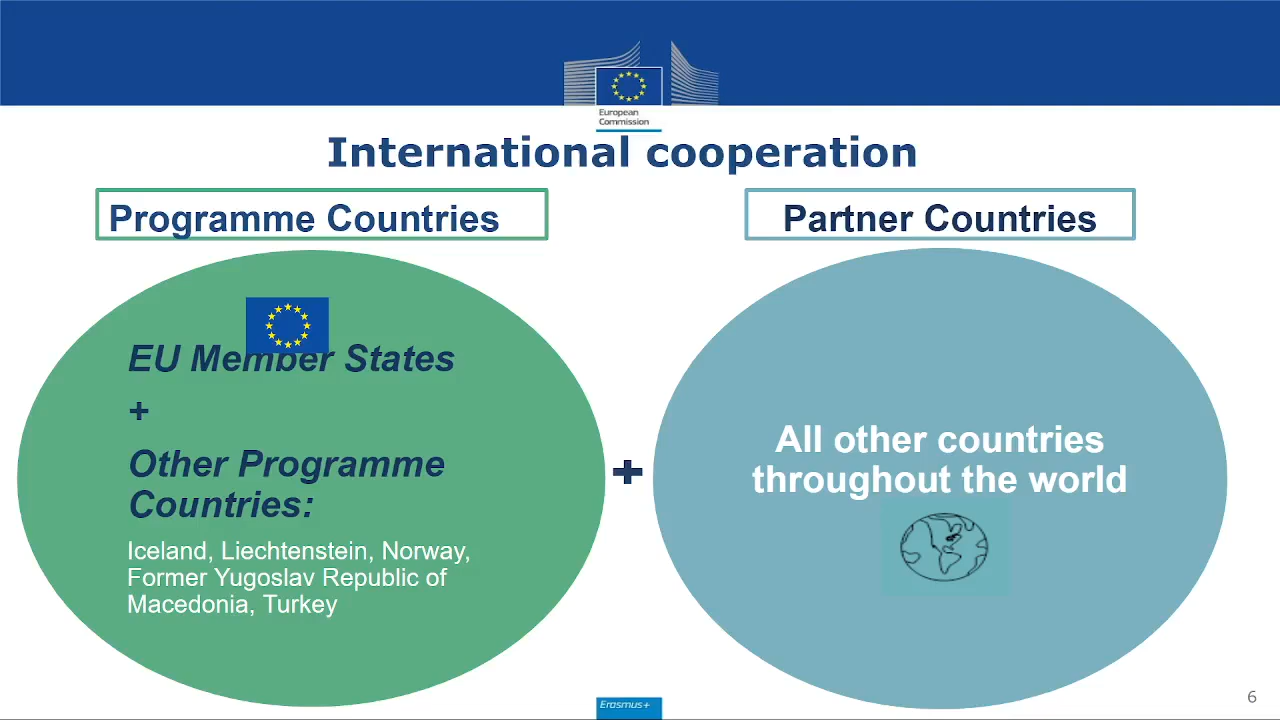 European
Commission
International cooperation
Programme Countries
Partner Countries
EU Member States
+
Other Programme
Countries:
Iceland, Liechtenstein, Norway,
Former Yugoslav Republic of
Macedonia, Turkey
+
All other countries
throughout the world
Erasmus+
6